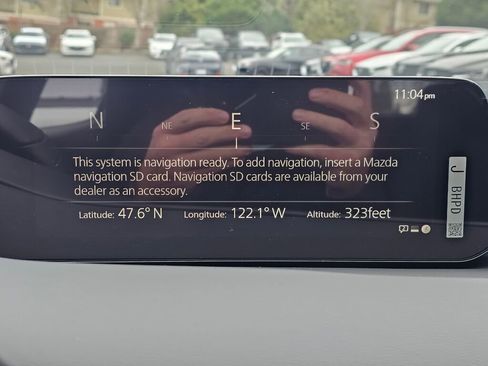 11:04pm
N NE E SE S
This system is navigation ready. To add navigation, insert a Mazda
navigation SD card. Navigation SD cards are available from your
dealer as an accessory.
Latitude: 47.6° N Longitude: 122.1° W Altitude: 323feet
J BHPD